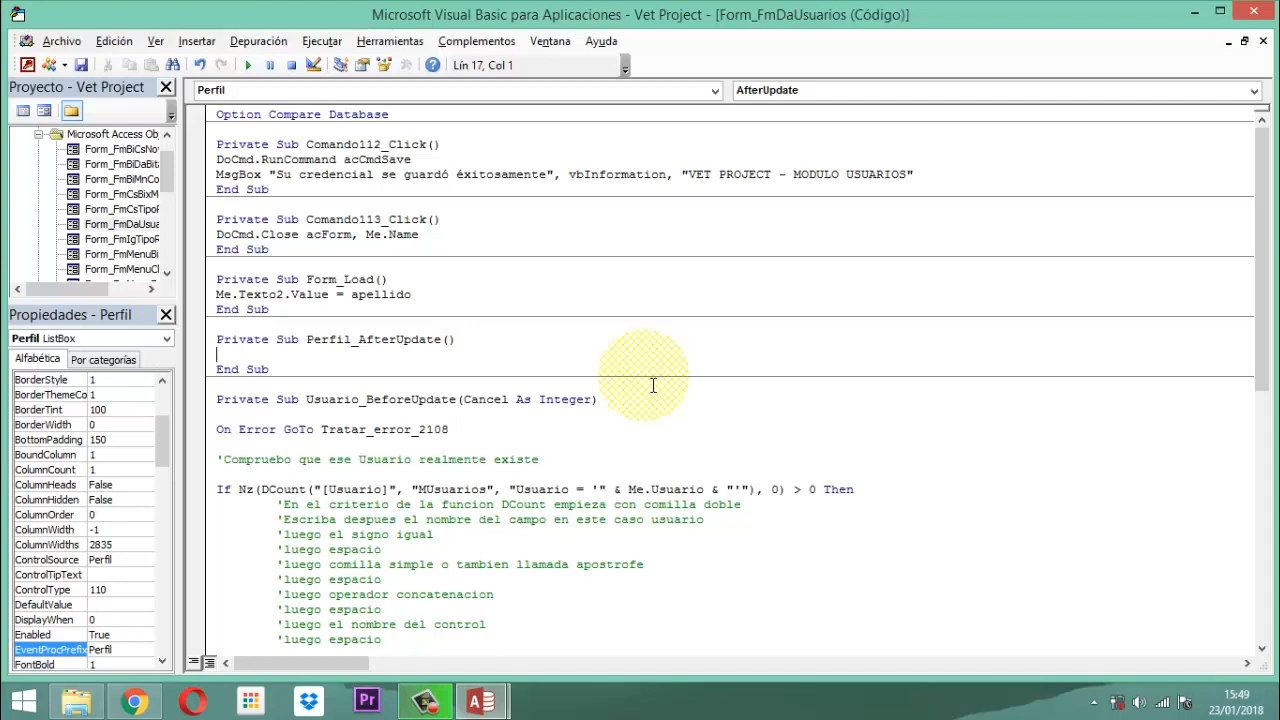 Microsoft Visual Basic para Aplicaciones - Vet Project - [Form_FmDaUsuarios (Código)]
Archivo Edición Ver Insertar Depuración Ejecutar Herramientas Complementos Ventana Ayuda
Lín 17, Col 1
Proyecto - Vet Project
Microsoft Access Obj
Form_FmBiCsNo
Form_FmBiDaBit
Form_FmBiMnCo
Form_FmCsBixM
Form_FmCsTipoR
Form_FmDaUsua
Form_FmIgTipoR
Form_FmMenuBi
Form_FmMenuCl
Propiedades - Perfil
Perfil ListBox
Alfabética Por categorías
BorderStyle 1
BorderThemeCo 1
BorderTint 100
BorderWidth 0
BottomPadding 150
BoundColumn 1
ColumnCount 1
ColumnHeads False
ColumnHidden False
ColumnOrder 0
ColumnWidth -1
ColumnWidths 2835
ControlSource Perfil
ControlTipText
ControlType 110
DefaultValue
DisplayWhen 0
Enabled True
EventProcPrefix Perfil
FontBold 1
Perfil AfterUpdate
Option Compare Database
Private Sub Comando112_Click()
DoCmd.RunCommand acCmdSave
MsgBox "Su credencial se guardó éxitosamente", vbInformation, "VET PROJECT - MODULO USUARIOS"
End Sub
Private Sub Comando113_Click()
DoCmd.Close acForm, Me.Name
End Sub
Private Sub Form_Load()
Me.Texto2.Value = apellido
End Sub
Private Sub Perfil_AfterUpdate()
End Sub
Private Sub Usuario_BeforeUpdate(Cancel As Integer)
On Error GoTo Tratar_error_2108
'Compruebo que ese Usuario realmente existe
If Nz(DCount("[Usuario]", "MUsuarios", "Usuario = '" & Me.Usuario & "'"), 0) > 0 Then
'En el criterio de la funcion DCount empieza con comilla doble
'Escriba despues el nombre del campo en este caso usuario
'luego el signo igual
'luego espacio
'luego comilla simple o tambien llamada apostrofe
'luego espacio
'luego operador concatenacion
'luego espacio
'luego el nombre del control
'luego espacio
Pr
15:49
23/01/2018